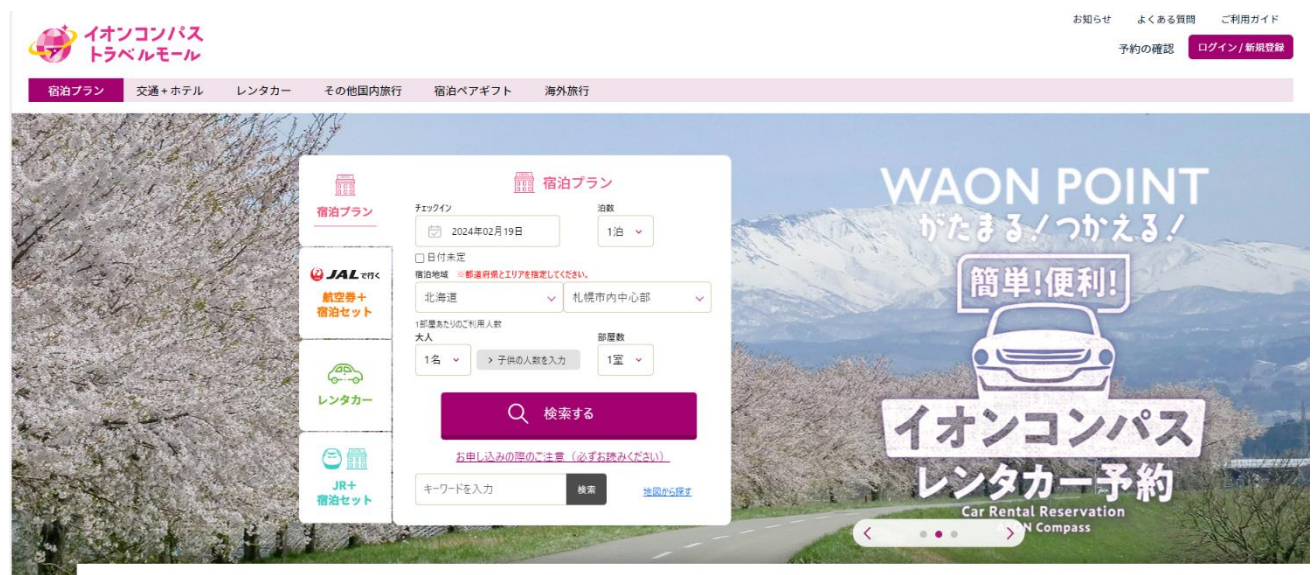 お知らせ よくある質問 ご利用ガイド
イオンコンパス
トラベルモール
予約の確認 ログイン/新規登録
宿泊プラン 交通+ホテル レンタカー その他国内旅行 宿泊ペアギフト 海外旅行
宿泊プラン
JALで行く
航空券+
宿泊セット
レンタカー
JR+
宿泊セット
宿泊プラン
チェックイン 泊数
2024年02月19日 1泊
日付未定
宿泊地域 ※都道府県とエリアを指定してください。
北海道 札幌市内中心部
1部屋あたりのご利用人数
大人 部屋数
1名 > 子供の人数を入力 1室
検索する
お申し込みの際のご注意(必ずお読みください)
キーワードを入力 検索 地図から探す
WAON POINT
がたまる!つかえる!
簡単!便利!
イオンコンパス
レンタカー予約
Car Rental Reservation
N Compass